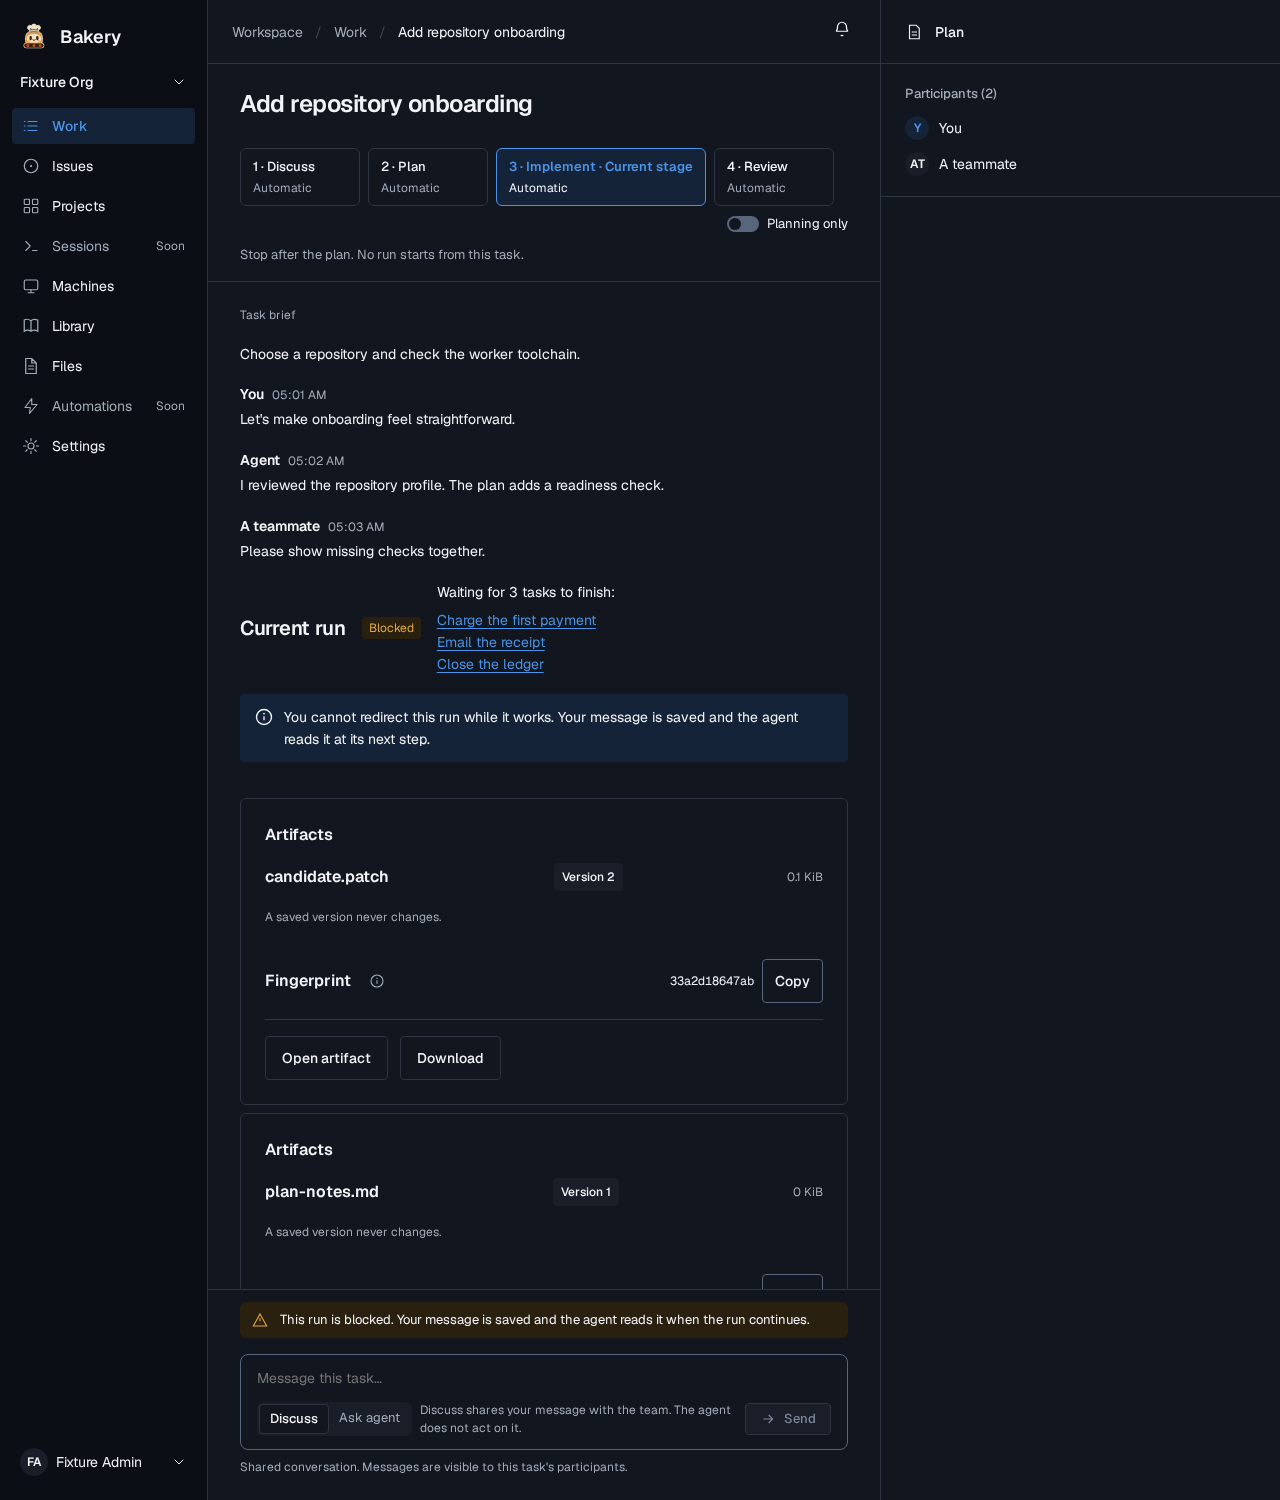 Bakery
Fixture Org
Work
Issues
Projects
Sessions Soon
Machines
Library
Files
Automations Soon
Settings
FA Fixture Admin
Workspace / Work / Add repository onboarding
Add repository onboarding
1 · Discuss
Automatic
2 · Plan
Automatic
3 · Implement · Current stage
Automatic
4 · Review
Automatic
Planning only
Stop after the plan. No run starts from this task.
Task brief
Choose a repository and check the worker toolchain.
You 05:01 AM
Let's make onboarding feel straightforward.
Agent 05:02 AM
I reviewed the repository profile. The plan adds a readiness check.
A teammate 05:03 AM
Please show missing checks together.
Current run Blocked
Waiting for 3 tasks to finish:
Charge the first payment
Email the receipt
Close the ledger
You cannot redirect this run while it works. Your message is saved and the agent
reads it at its next step.
Artifacts
candidate.patch Version 2 0.1 KiB
A saved version never changes.
Fingerprint 33a2d18647ab Copy
Open artifact Download
Artifacts
plan-notes.md Version 1 0 KiB
A saved version never changes.
This run is blocked. Your message is saved and the agent reads it when the run continues.
Message this task...
Discuss Ask agent
Discuss shares your message with the team. The agent
does not act on it.
Send
Shared conversation. Messages are visible to this task's participants.
Plan
Participants (2)
Y You
AT A teammate